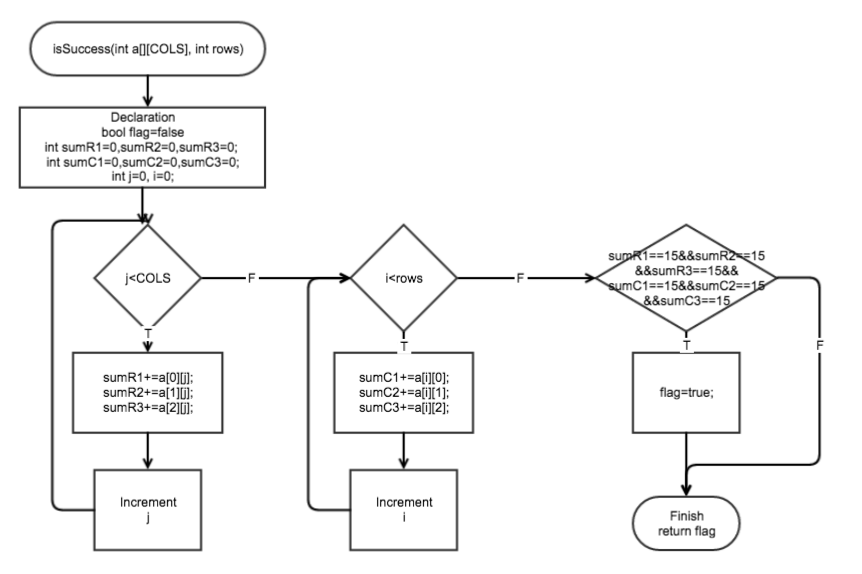 isSuccess(int a[][COLS], int rows)
Declaration
bool flag=false
int sumR1=0,sumR2=0,sumR3=0;
int sumC1=0,sumC2=0,sumC3=0;
int j=0, i=0;
j<COLS
F
T
sumR1+=a[0][j];
sumR2+=a[1][j];
sumR3+=a[2][j];
Increment
j
i<rows
F
T
sumC1+=a[i][0];
sumC2+=a[i][1];
sumC3+=a[i][2];
Increment
i
sumR1==15&&sumR2==15
&&sumR3==15&&
sumC1==15&&sumC2==15
&&sumC3==15
T
F
flag=true;
Finish
return flag